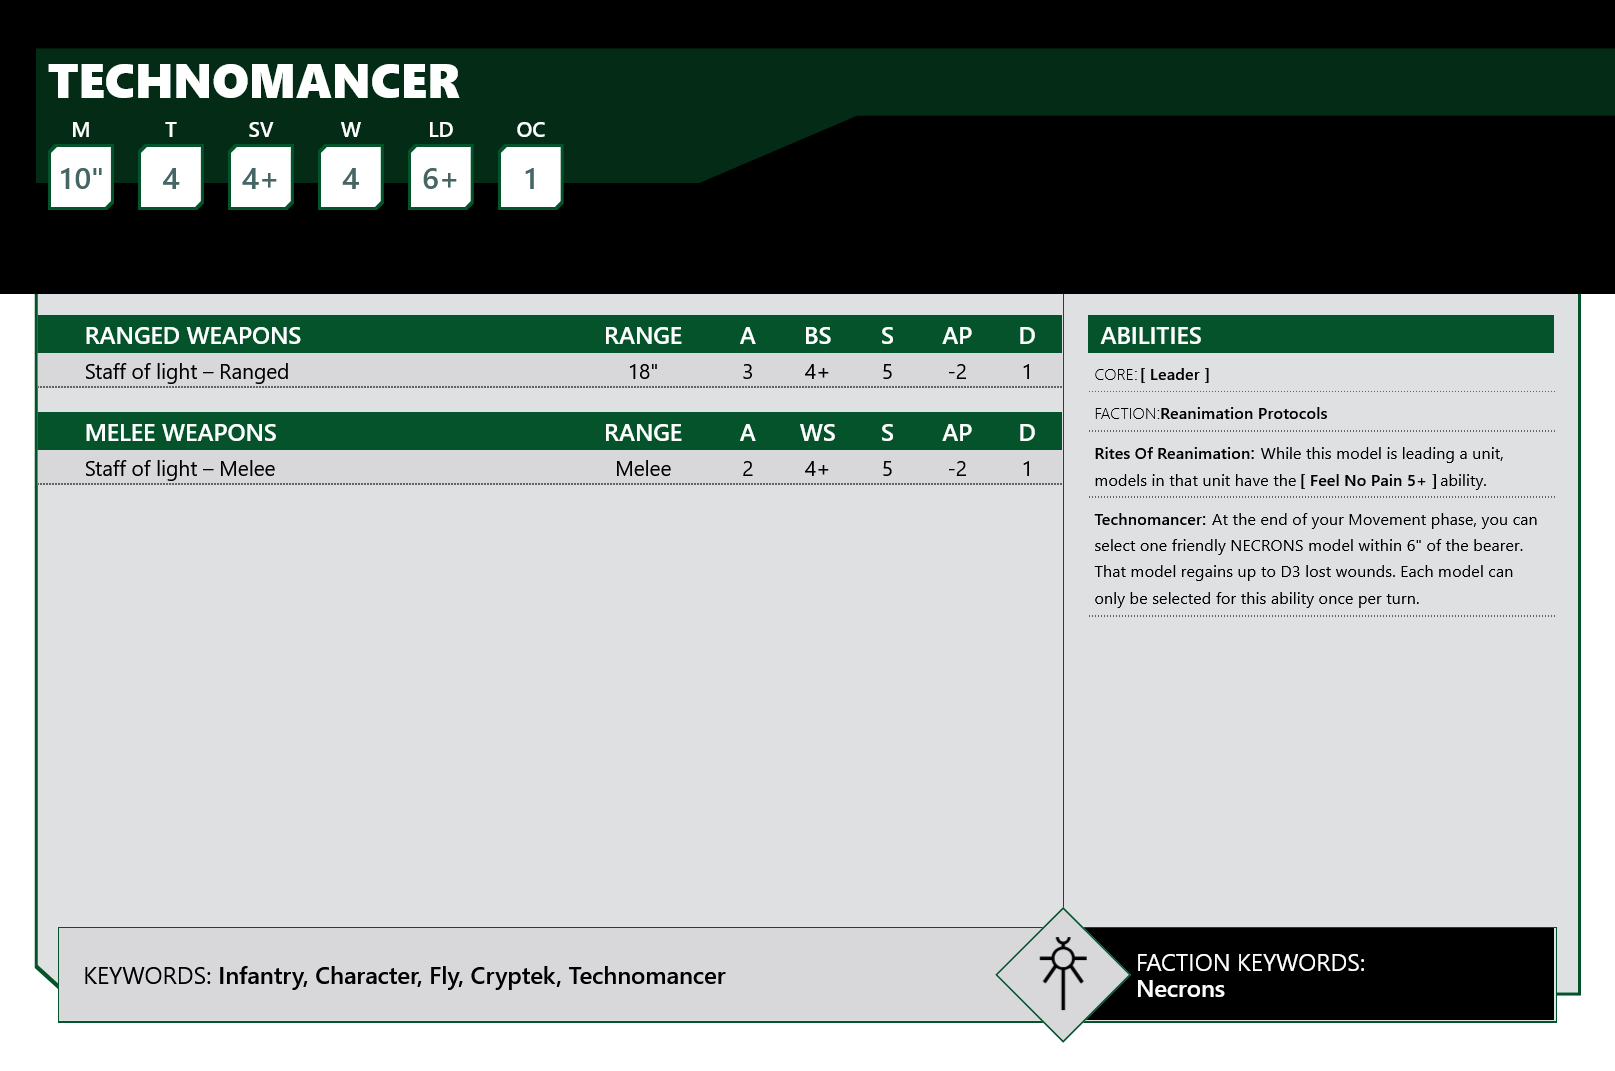 TECHNOMANCER
M T SV W LD OC
10" 4 4+ 4 6+ 1
RANGED WEAPONS RANGE A BS S AP D
Staff of light – Ranged 18" 3 4+ 5 -2 1
MELEE WEAPONS RANGE A WS S AP D
Staff of light – Melee Melee 2 4+ 5 -2 1
ABILITIES
CORE: [ Leader ]
FACTION:Reanimation Protocols
Rites Of Reanimation: While this model is leading a unit,
models in that unit have the [ Feel No Pain 5+ ] ability.
Technomancer: At the end of your Movement phase, you can
select one friendly NECRONS model within 6" of the bearer.
That model regains up to D3 lost wounds. Each model can
only be selected for this ability once per turn.
KEYWORDS: Infantry, Character, Fly, Cryptek, Technomancer
FACTION KEYWORDS:
Necrons